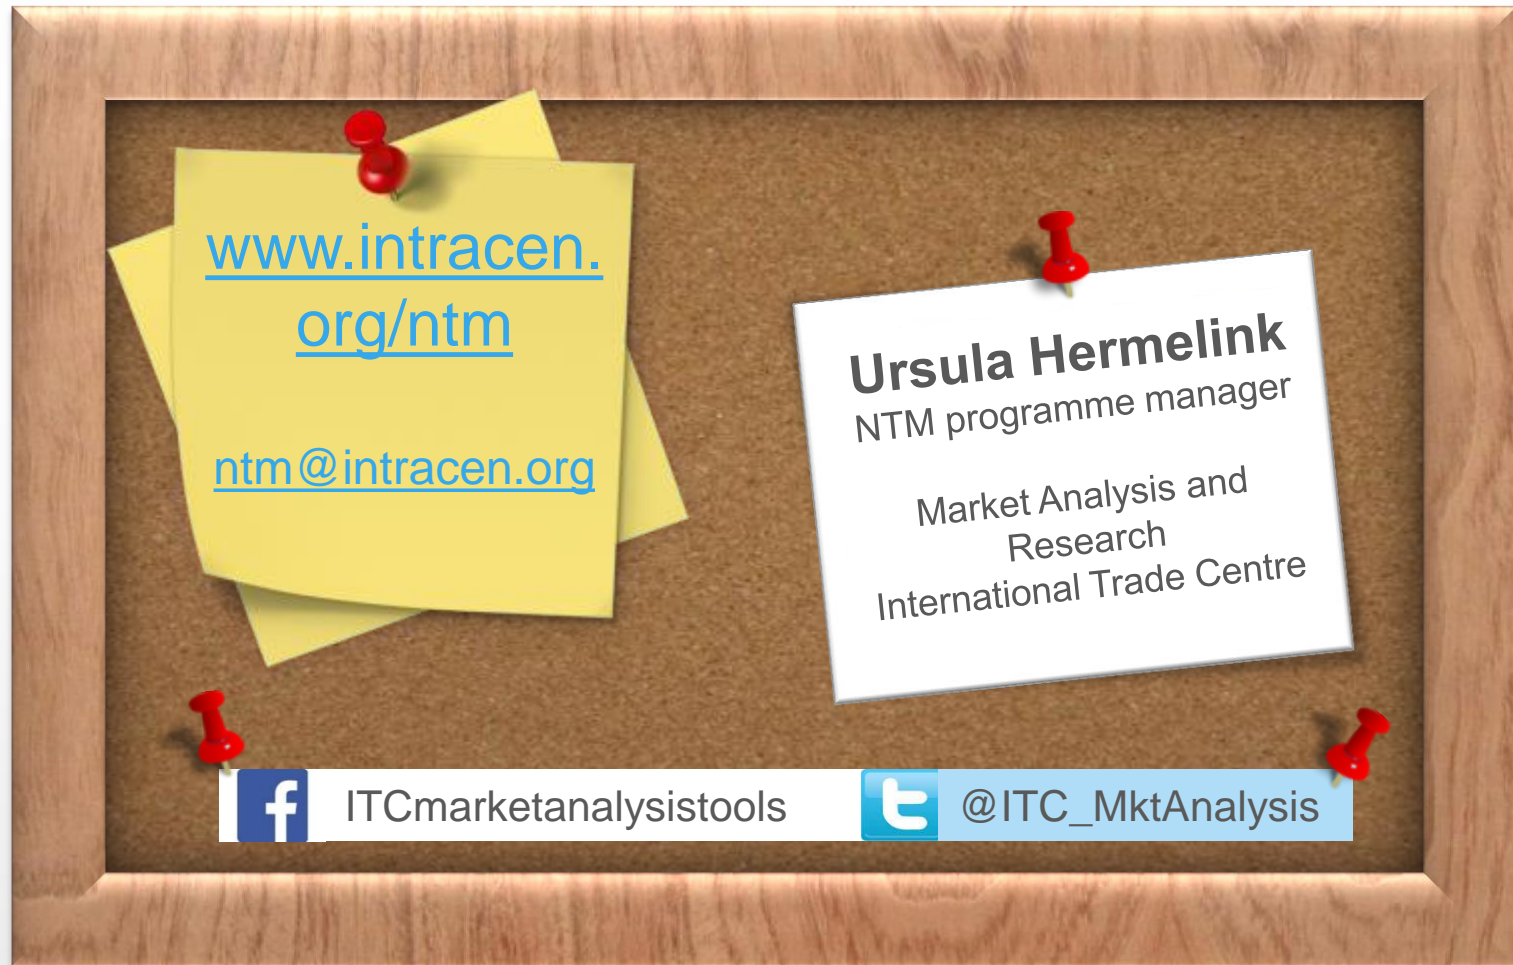 www.intracen.
org/ntm
ntm@intracen.org
Ursula Hermelink
NTM programme manager
Market Analysis and
Research
International Trade Centre
ITCmarketanalysistools
@ITC_MktAnalysis